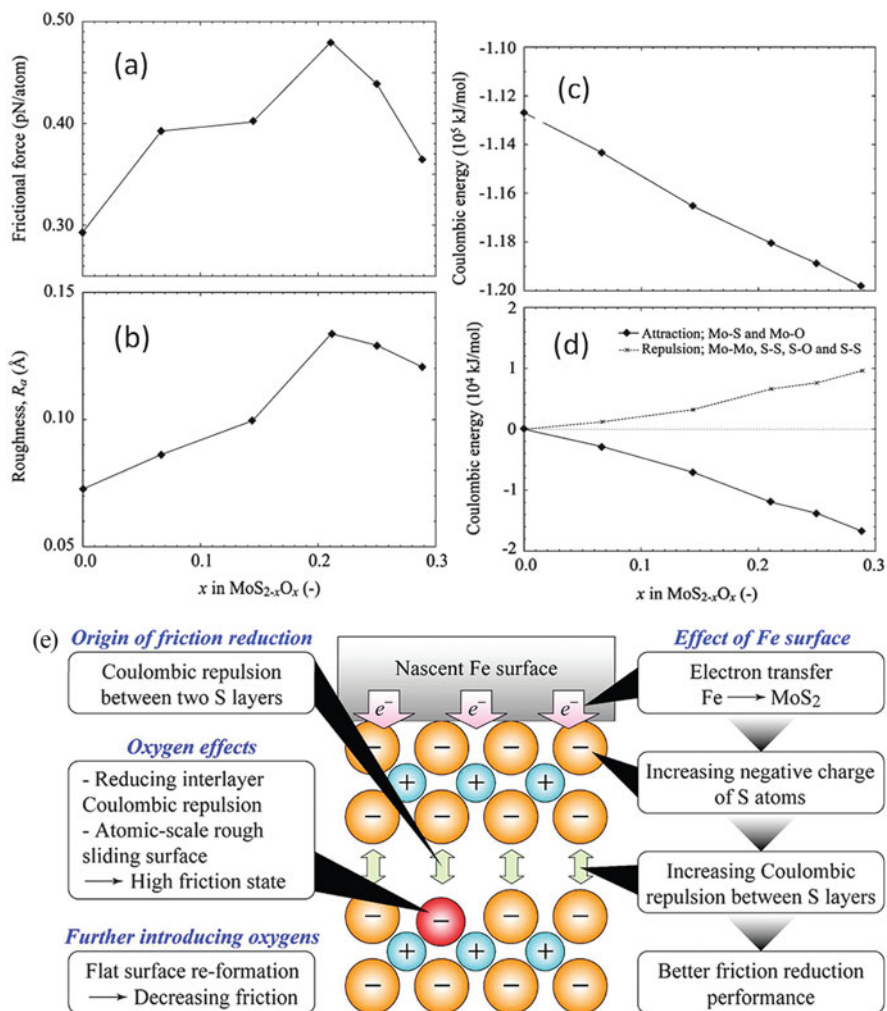 (a)
Frictional force (pN/atom)
0.50
0.40
0.30
(b)
Roughness, Ra (Å)
0.15
0.10
0.05
0.0
0.1
0.2
0.3
x in MoS2-xOx (-)
(c)
Coulombic energy (10⁵ kJ/mol)
-1.10
-1.12
-1.14
-1.16
-1.18
-1.20
(d)
Coulombic energy (10⁴ kJ/mol)
2
1
0
-1
-2
Attraction; Mo-S and Mo-O
Repulsion; Mo-Mo, S-S, S-O and S-S
0.0
0.1
0.2
0.3
x in MoS2-xOx (-)
(e)
Origin of friction reduction
Coulombic repulsion
between two S layers
Oxygen effects
- Reducing interlayer
Coulombic repulsion
- Atomic-scale rough
sliding surface
→ High friction state
Further introducing oxygens
Flat surface re-formation
→ Decreasing friction
Nascent Fe surface
e⁻ e⁻ e⁻
− − − −
+ + +
− − − −
− − − −
+ + +
− − − −
Effect of Fe surface
Electron transfer
Fe → MoS2
Increasing negative charge
of S atoms
Increasing Coulombic
repulsion between S layers
Better friction reduction
performance